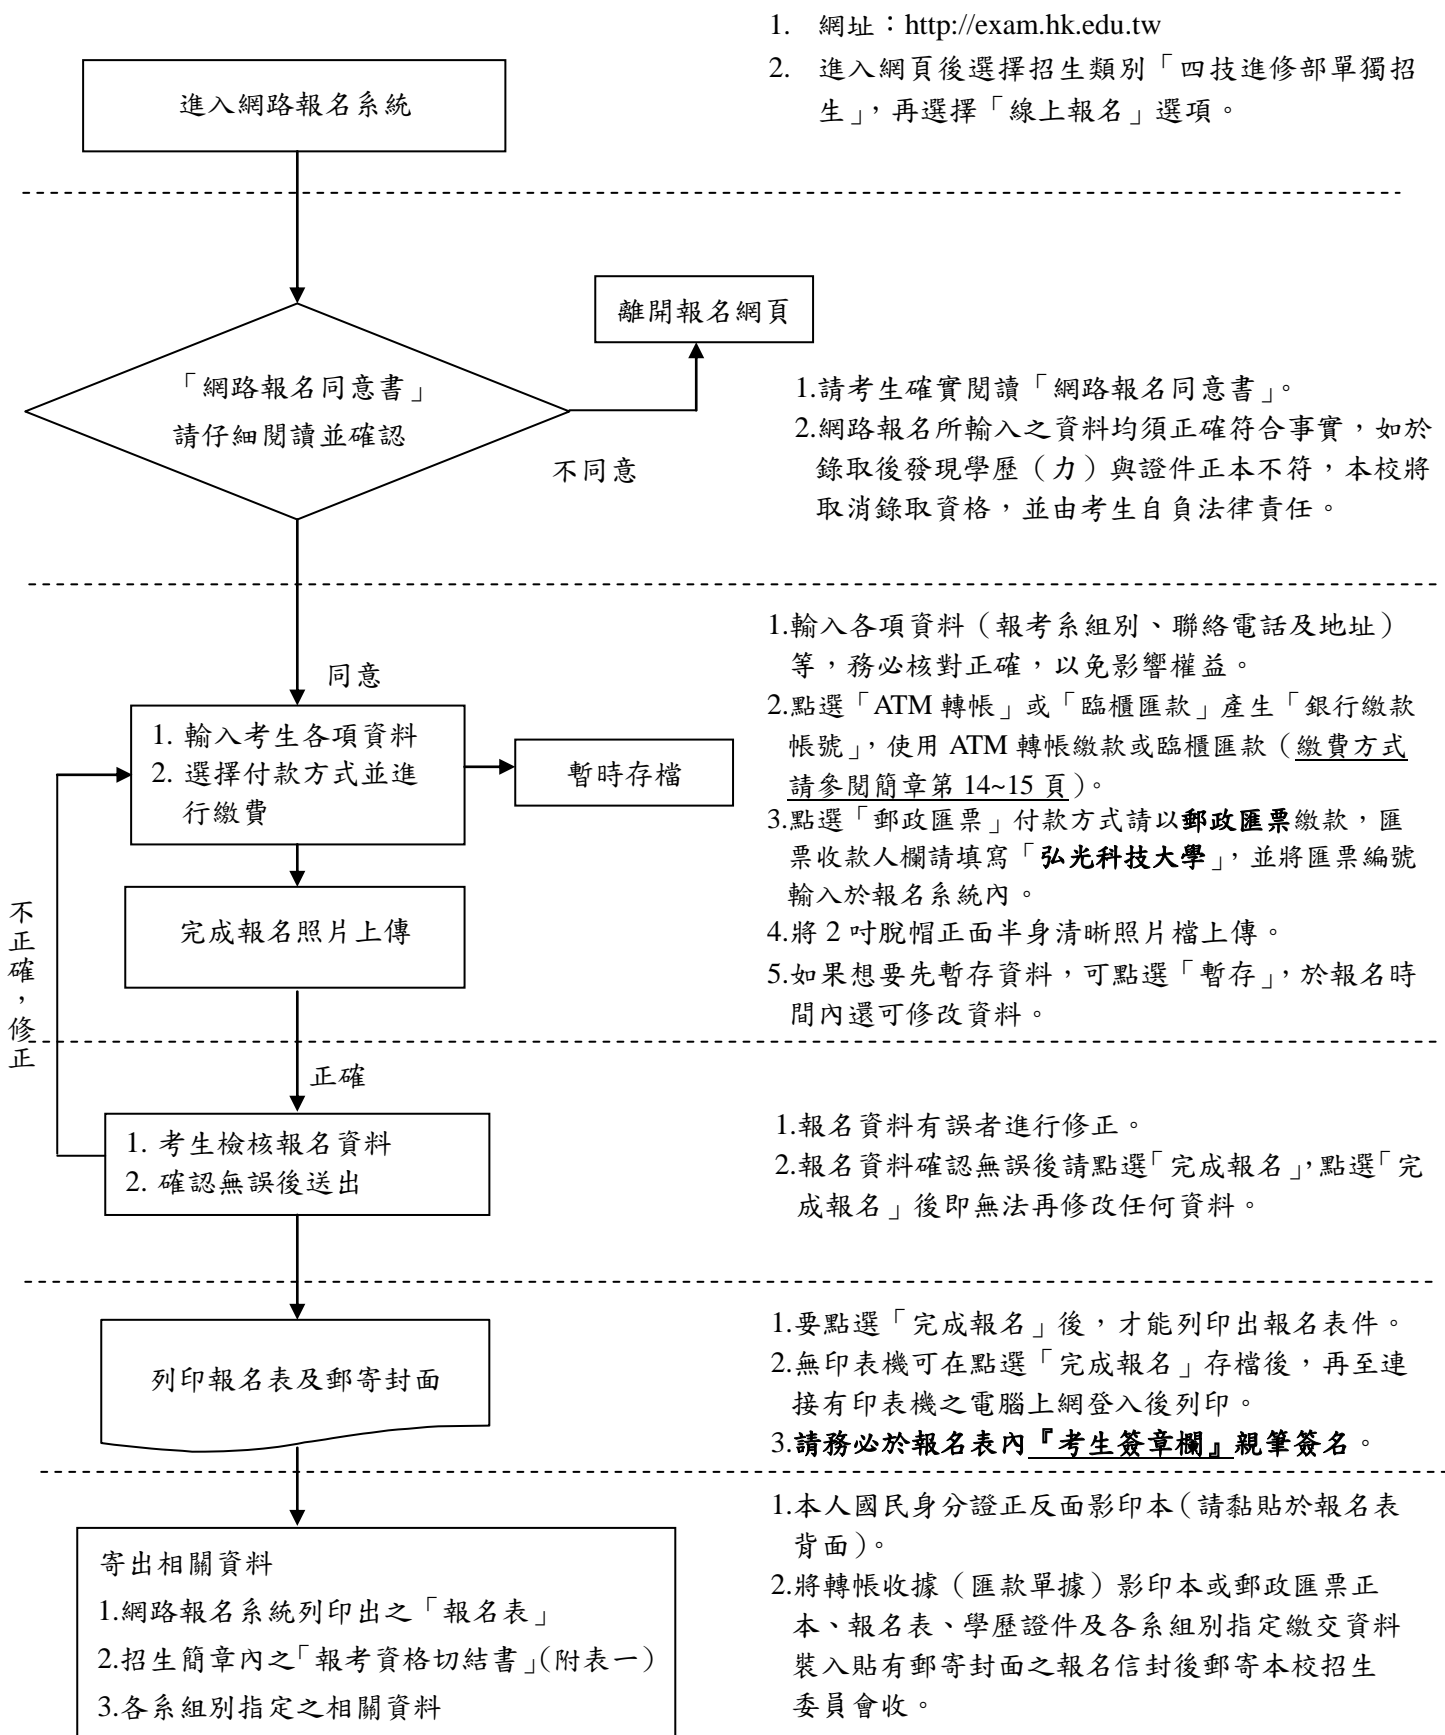 1. 網址：http://exam.hk.edu.tw
2. 進入網頁後選擇招生類別「四技進修部單獨招
生」，再選擇「線上報名」選項。
進入網路報名系統
離開報名網頁
「網路報名同意書」
請仔細閱讀並確認
不同意
1.請考生確實閱讀「網路報名同意書」。
2.網路報名所輸入之資料均須正確符合事實，如於
錄取後發現學歷（力）與證件正本不符，本校將
取消錄取資格，並由考生自負法律責任。
同意
1. 輸入考生各項資料
2. 選擇付款方式並進
行繳費
暫時存檔
完成報名照片上傳
不正確，修正
1.輸入各項資料（報考系組別、聯絡電話及地址）
等，務必核對正確，以免影響權益。
2.點選「ATM 轉帳」或「臨櫃匯款」產生「銀行繳款
帳號」，使用 ATM 轉帳繳款或臨櫃匯款（繳費方式
請參閱簡章第 14~15 頁）。
3.點選「郵政匯票」付款方式請以郵政匯票繳款，匯
票收款人欄請填寫「弘光科技大學」，並將匯票編號
輸入於報名系統內。
4.將 2 吋脫帽正面半身清晰照片檔上傳。
5.如果想要先暫存資料，可點選「暫存」，於報名時
間內還可修改資料。
正確
1. 考生檢核報名資料
2. 確認無誤後送出
1.報名資料有誤者進行修正。
2.報名資料確認無誤後請點選「完成報名」，點選「完
成報名」後即無法再修改任何資料。
列印報名表及郵寄封面
1.要點選「完成報名」後，才能列印出報名表件。
2.無印表機可在點選「完成報名」存檔後，再至連
接有印表機之電腦上網登入後列印。
3.請務必於報名表內『考生簽章欄』親筆簽名。
寄出相關資料
1.網路報名系統列印出之「報名表」
2.招生簡章內之「報考資格切結書」（附表一）
3.各系組別指定之相關資料
1.本人國民身分證正反面影印本（請黏貼於報名表
背面）。
2.將轉帳收據（匯款單據）影印本或郵政匯票正
本、報名表、學歷證件及各系組別指定繳交資料
裝入貼有郵寄封面之報名信封後郵寄本校招生
委員會收。